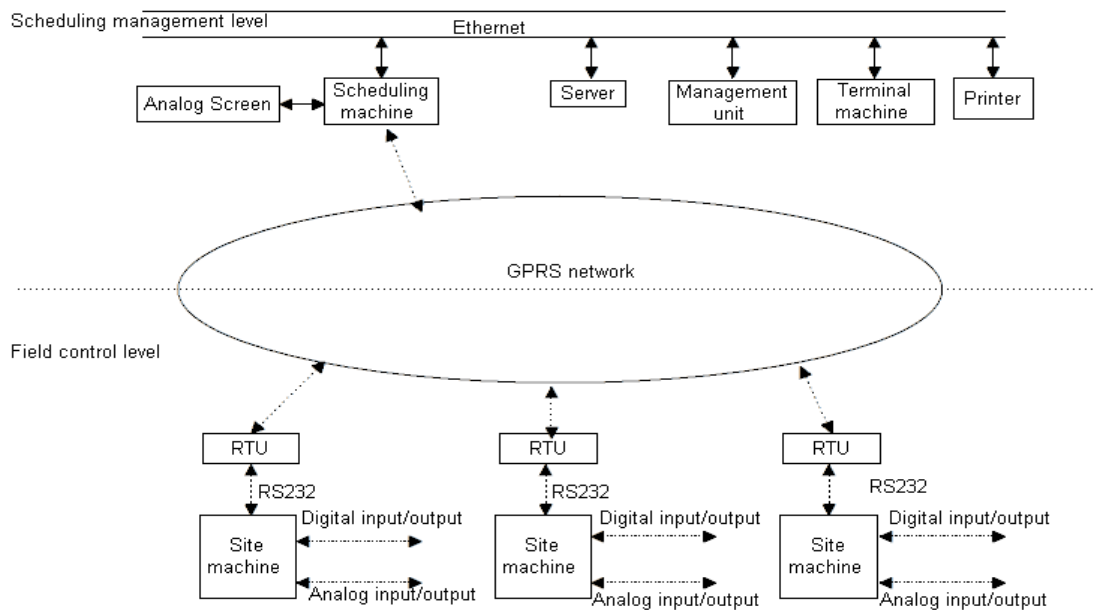 Scheduling management level
Ethernet
Analog Screen
Scheduling
machine
Server
Management
unit
Terminal
machine
Printer
GPRS network
Field control level
RTU
RTU
RTU
RS232
RS232
RS232
Site
machine
Digital input/output
Analog input/output
Site
machine
Digital input/output
Analog input/output
Site
machine
Digital input/output
Analog input/output